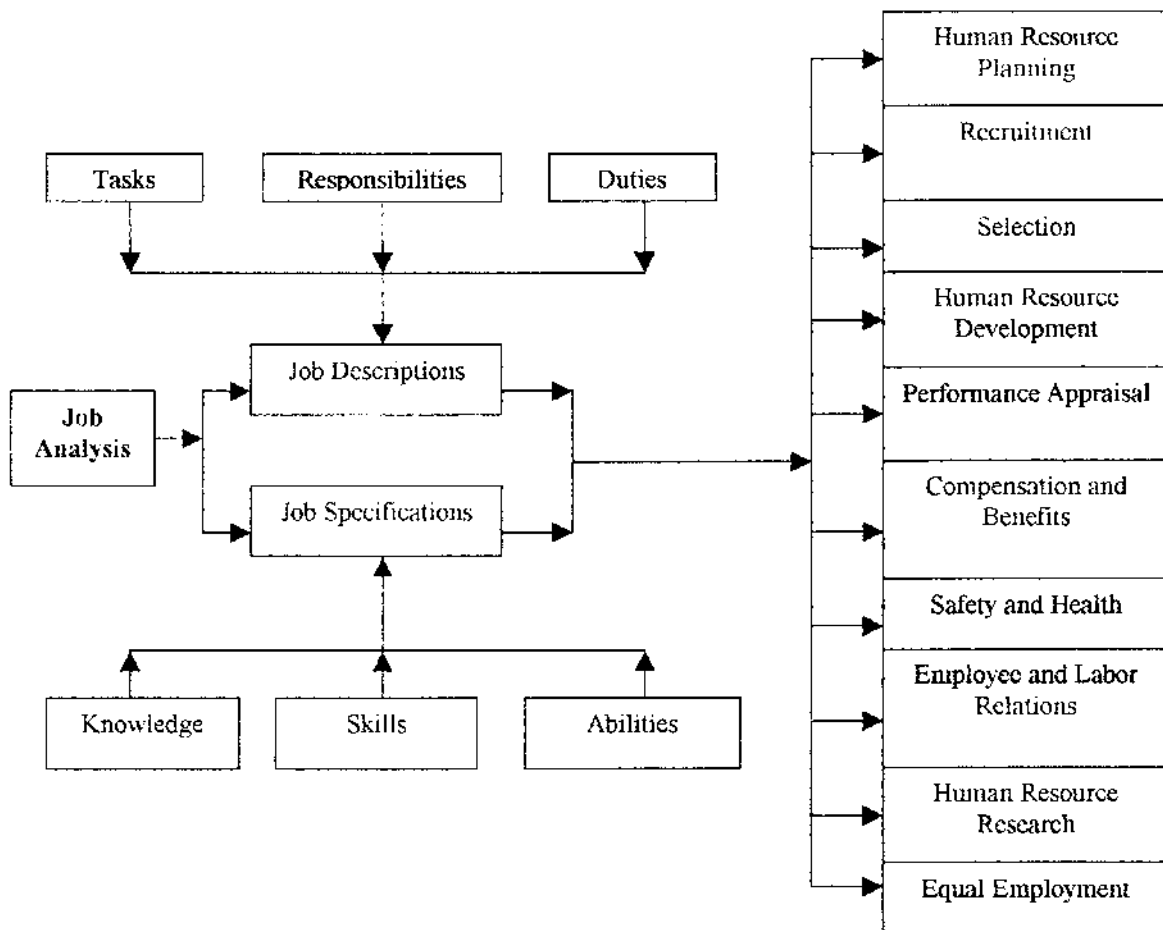 Human Resource
Planning
Recruitment
Tasks
Responsibilities
Duties
Selection
Human Resource
Development
Job Descriptions
Performance Appraisal
Job
Analysis
Compensation and
Benefits
Job Specifications
Safety and Health
Employee and Labor
Relations
Knowledge
Skills
Abilities
Human Resource
Research
Equal Employment